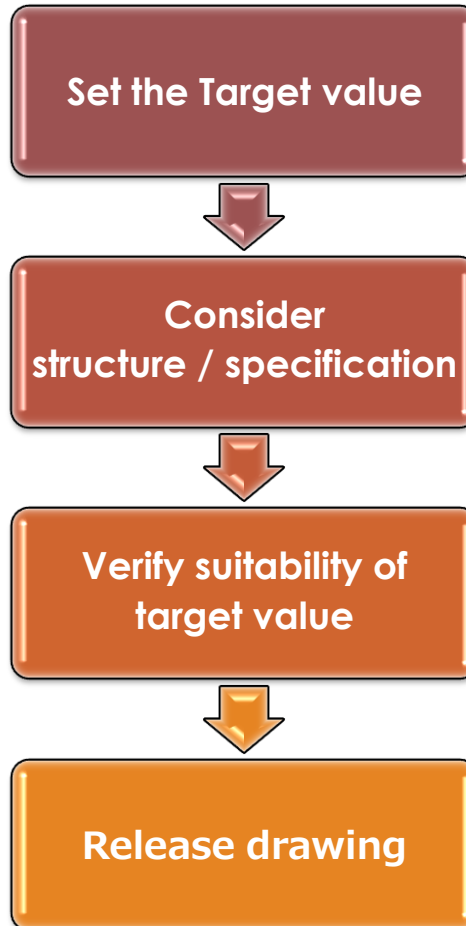 Set the Target value
Consider
structure / specification
Verify suitability of
target value
Release drawing